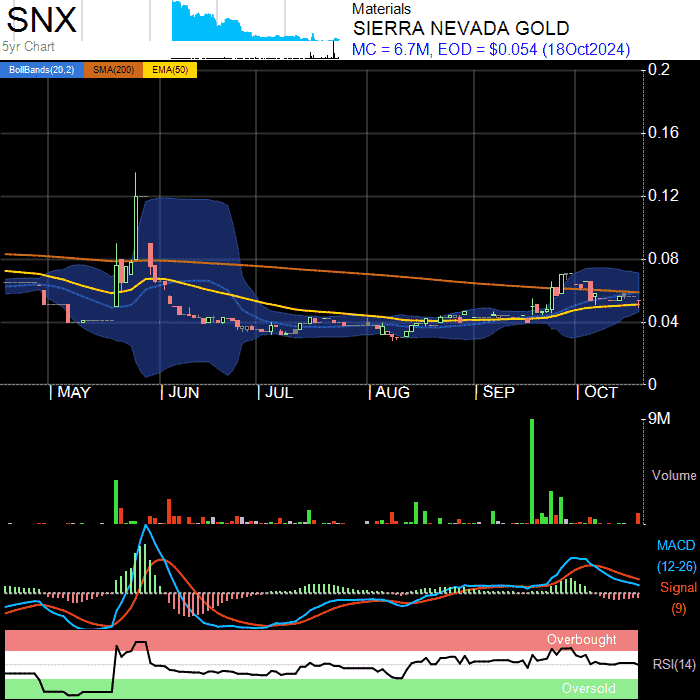 SNX
5yr Chart
Materials
SIERRA NEVADA GOLD
MC = 6.7M, EOD = $0.054 (18Oct2024)
BollBands(20,2) SMA(200) EMA(50)
0.2
0.16
0.12
0.08
0.04
0
| MAY | JUN | JUL | AUG | SEP | OCT
9M
Volume
MACD
(12-26)
Signal
(9)
Overbought
RSI(14)
Oversold